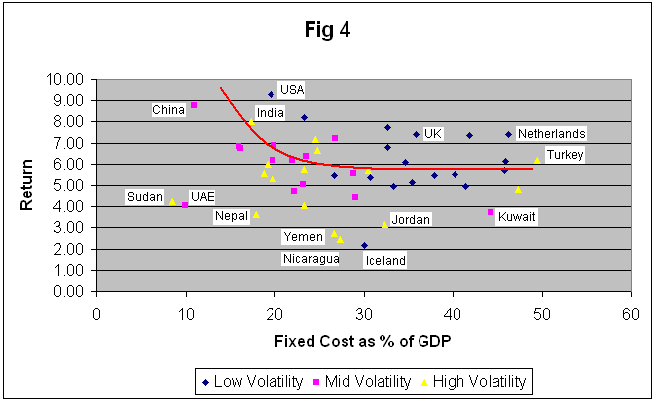 Fig 4
Return
10.00
9.00
8.00
7.00
6.00
5.00
4.00
3.00
2.00
1.00
0.00
USA
China
India
UK
Netherlands
Turkey
Sudan
UAE
Nepal
Jordan
Kuwait
Yemen
Nicaragua
Iceland
0 10 20 30 40 50 60
Fixed Cost as % of GDP
Low Volatility Mid Volatility High Volatility